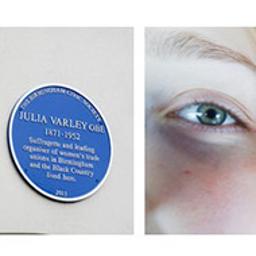 THE BIRMINGHAM CIVIC SOCIETY
JULIA VARLEY OBE
1871-1952
Suffragette and leading
organiser of women's trade
unions in Birmingham
and the Black Country
lived here.
2013